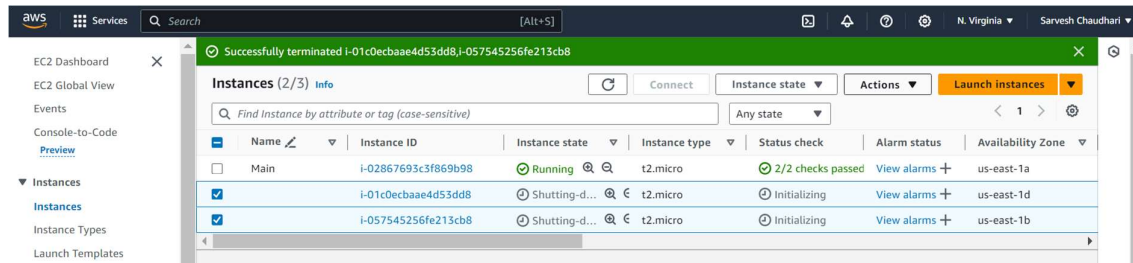 aws Services Search [Alt+S] N. Virginia ▼ Sarvesh Chaudhari ▼
Successfully terminated i-01c0ecbaae4d53dd8,i-057545256fe213cb8
EC2 Dashboard
EC2 Global View
Events
Console-to-Code
Preview
▼ Instances
Instances
Instance Types
Launch Templates
Instances (2/3) Info Connect Instance state ▼ Actions ▼ Launch instances ▼
Find Instance by attribute or tag (case-sensitive) Any state ▼ < 1 >
Name Instance ID Instance state Instance type Status check Alarm status Availability Zone
Main i-02867693c3f869b98 Running t2.micro 2/2 checks passed View alarms + us-east-1a
i-01c0ecbaae4d53dd8 Shutting-d... t2.micro Initializing View alarms + us-east-1d
i-057545256fe213cb8 Shutting-d... t2.micro Initializing View alarms + us-east-1b